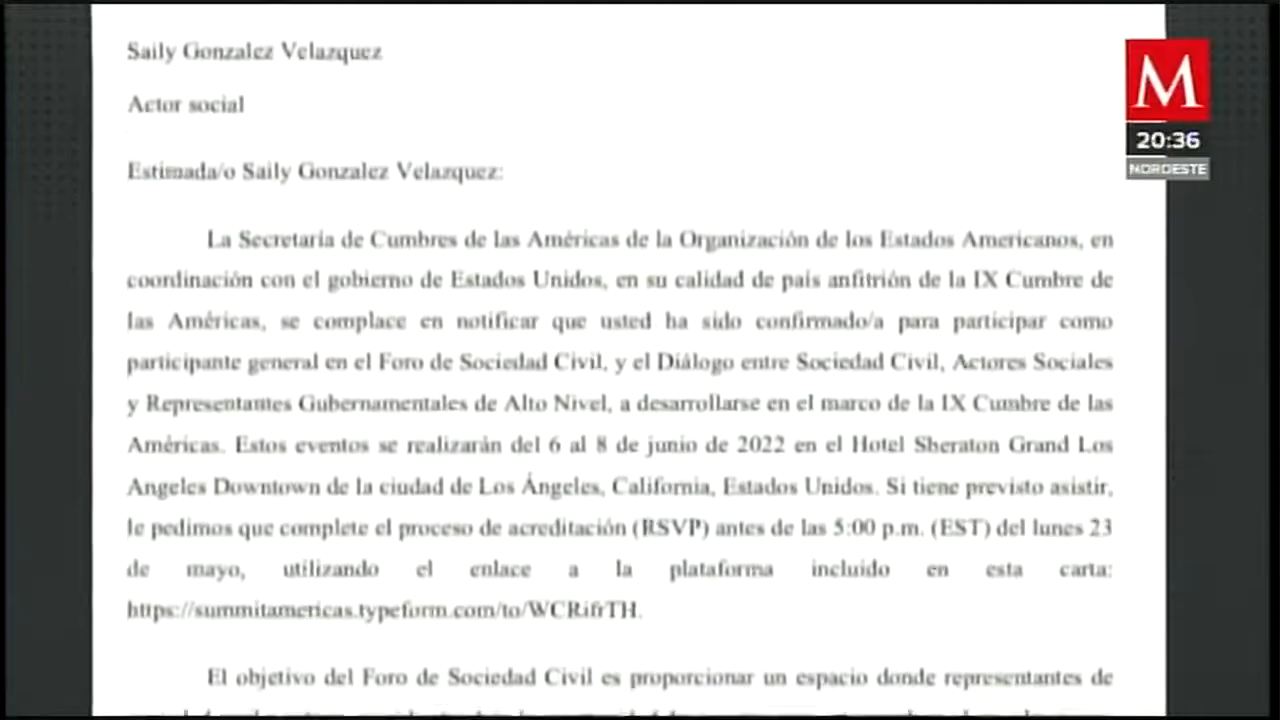 Saily Gonzalez Velazquez
Actor social
Estimada/o Saily Gonzalez Velazquez:
La Secretaría de Cumbres de las Américas de la Organización de los Estados Americanos, en
coordinación con el gobierno de Estados Unidos, en su calidad de país anfitrión de la IX Cumbre de
las Américas, se complace en notificar que usted ha sido confirmado/a para participar como
participante general en el Foro de Sociedad Civil, y el Diálogo entre Sociedad Civil, Actores Sociales
y Representantes Gubernamentales de Alto Nivel, a desarrollarse en el marco de la IX Cumbre de las
Américas. Estos eventos se realizarán del 6 al 8 de junio de 2022 en el Hotel Sheraton Grand Los
Angeles Downtown de la ciudad de Los Ángeles, California, Estados Unidos. Si tiene previsto asistir,
le pedimos que complete el proceso de acreditación (RSVP) antes de las 5:00 p.m. (EST) del lunes 23
de mayo, utilizando el enlace a la plataforma incluido en esta carta:
https://summitamericas.typeform.com/to/WCRifrTH.
El objetivo del Foro de Sociedad Civil es proporcionar un espacio donde representantes de
M
20:36
NOROESTE